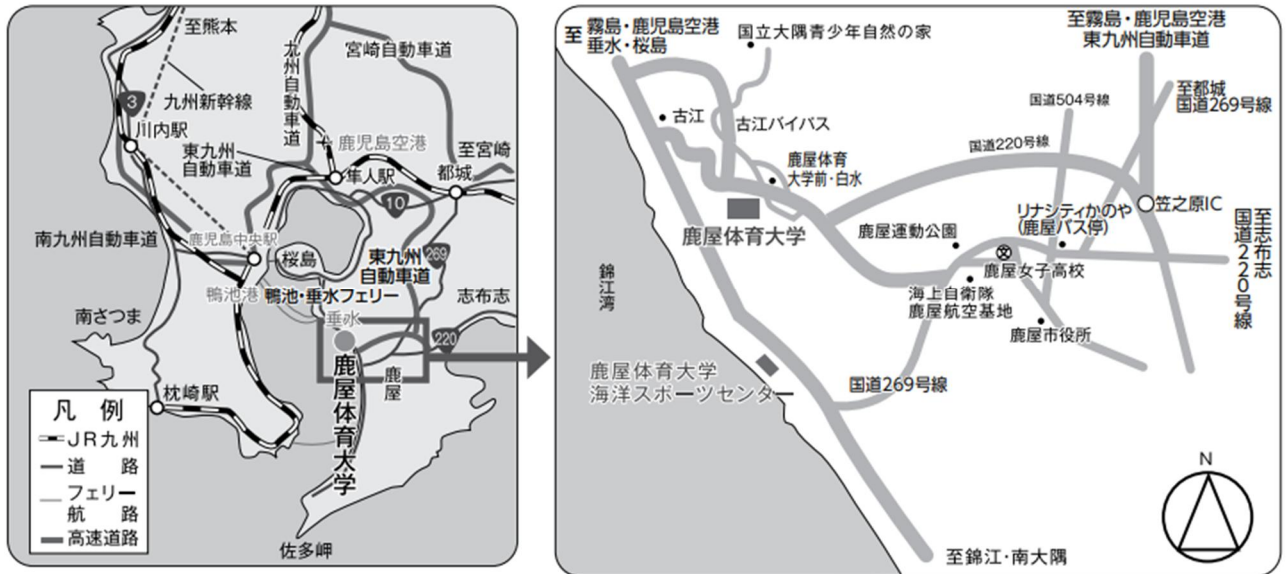 至熊本
九州自動車道
宮崎自動車道
3
九州新幹線
川内駅
東九州
自動車道
鹿児島空港
至宮崎
隼人駅
都城
10
南九州自動車道
鹿児島中央駅
桜島
東九州
自動車道
269
鴨池港
鴨池・垂水フェリー
志布志
南さつま
垂水
220
鹿屋体育大学
鹿屋
枕崎駅
凡 例
JR九州
道 路
フェリー
航 路
高速道路
佐多岬
至 霧島・鹿児島空港
垂水・桜島
国立大隅青少年自然の家
至霧島・鹿児島空港
東九州自動車道
至都城
国道269号線
国道504号線
古江
古江バイパス
国道220号線
鹿屋体育
大学前・白水
笠之原IC
リナシティかのや
(鹿屋バス停)
至志布志
国道220号線
鹿屋体育大学
鹿屋運動公園
鹿屋女子高校
錦江湾
海上自衛隊
鹿屋航空基地
鹿屋市役所
鹿屋体育大学
海洋スポーツセンター
国道269号線
N
至錦江・南大隅